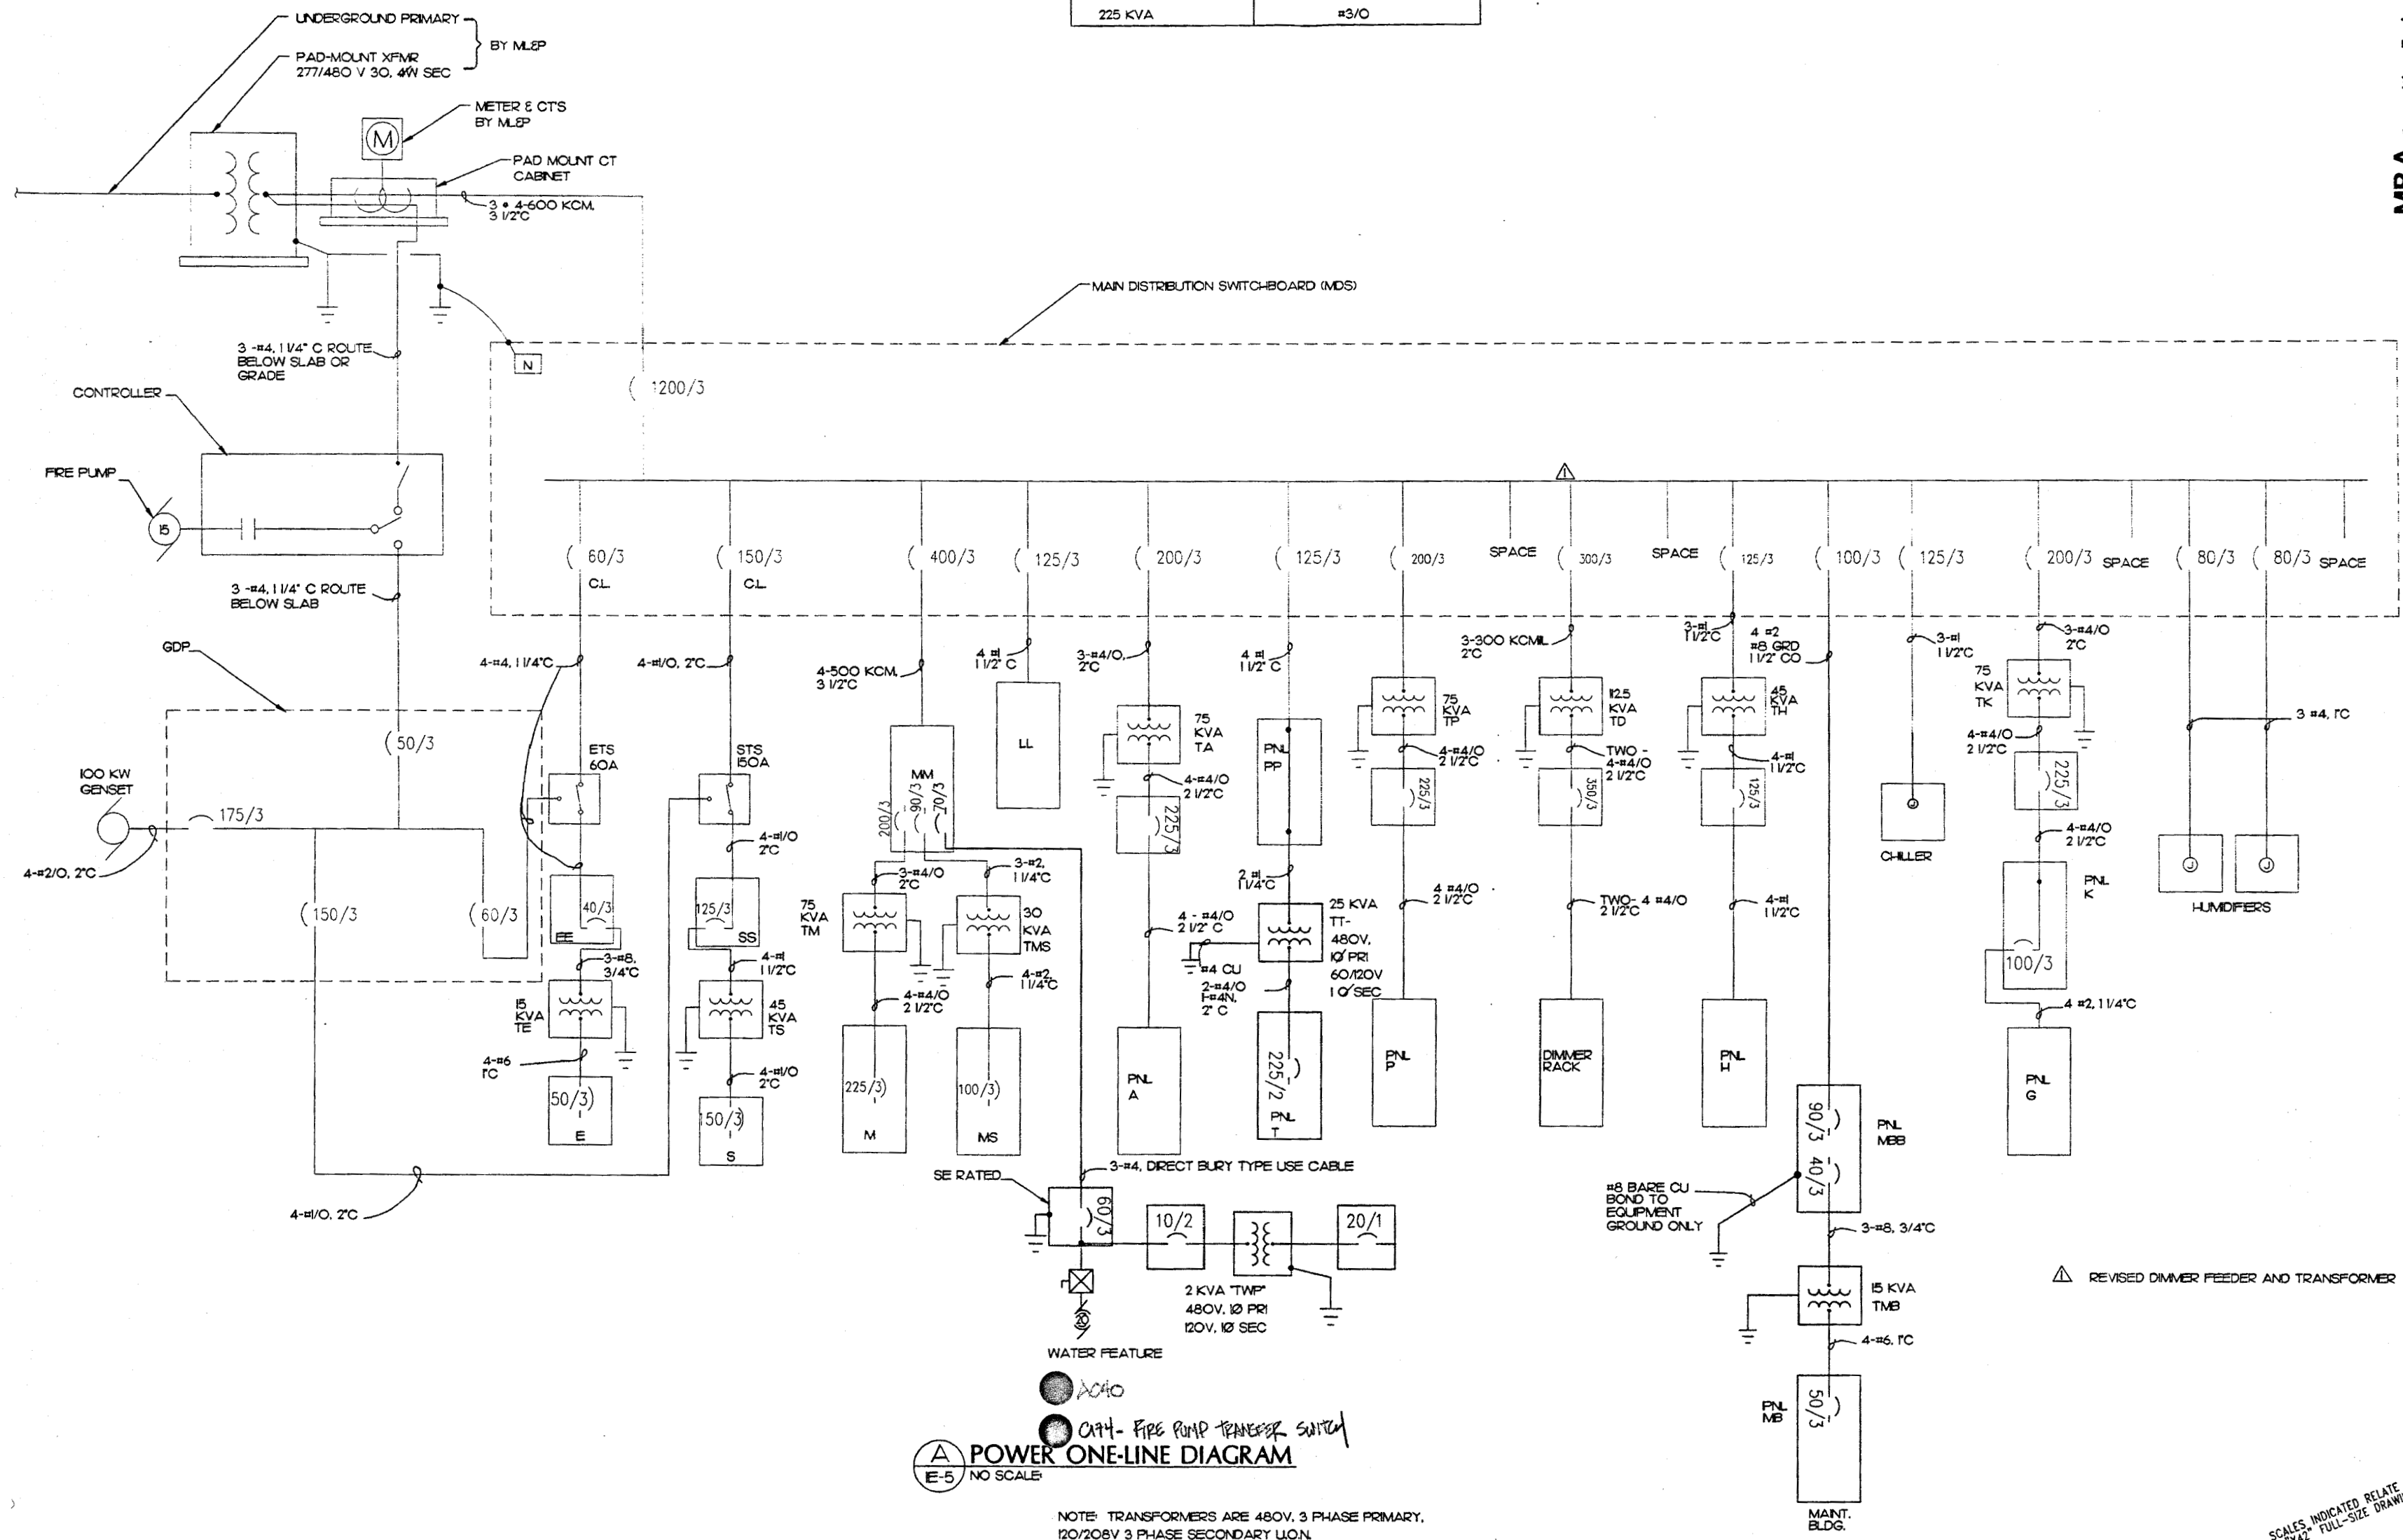 225 KVA
#3/0
UNDERGROUND PRIMARY
BY ML&P
PAD-MOUNT XFMR
277/480 V 3O, 4W SEC
METER & CT'S
BY ML&P
M
PAD MOUNT CT
CABINET
3 • 4-600 KCM,
3 1/2"C
MAIN DISTRIBUTION SWITCHBOARD (MDS)
3 -#4, 1 1/4" C ROUTE
BELOW SLAB OR
GRADE
N
1200/3
CONTROLLER
FIRE PUMP
15
1
60/3
C.L.
150/3
C.L.
400/3
125/3
200/3
125/3
200/3
SPACE
300/3
SPACE
125/3
100/3
125/3
200/3
SPACE
80/3
80/3
SPACE
3 -#4, 1 1/4" C ROUTE
BELOW SLAB
GDP
4-#4, 1 1/4"C
4-#1/0, 2"C
4-500 KCM,
3 1/2"C
4 #1
1 1/2" C
3-#4/0,
2"C
4 #1
1 1/2" C
3-300 KCMIL
2"C
3-#1
1 1/2"C
4 #2
#8 GRD
1 1/2" CO
3-#1
1 1/2"C
3-#4/0
2"C
75
KVA
TK
75
KVA
TA
75
KVA
TP
112.5
KVA
TD
45
KVA
TH
3 #4, 1"C
50/3
ETS
60A
STS
150A
LL
PNL
PP
4-#4/0
2 1/2"C
TWO -
4-#4/0
2 1/2"C
4-#1
1 1/2"C
4-#4/0
2 1/2"C
100 KW
GENSET
175/3
MM
200/3
90/3
70/3
4-#4/0
2 1/2"C
225/3
225/3
350/3
125/3
J
225/3
4-#2/0, 2"C
4-#1/0
2"C
4-#4/0
2 1/2"C
CHILLER
J
J
HUMIDIFIERS
150/3
60/3
40/3
EE
125/3
SS
3-#4/0
2"C
3-#2,
1 1/4"C
2 #1
1 1/4"C
4 #4/0
2 1/2"C
TWO- 4 #4/0
2 1/2"C
4-#1
1 1/2"C
PNL
K
100/3
75
KVA
TM
30
KVA
TMS
4 - #4/0
2 1/2" C
25 KVA
TT-
480V,
1Ø PRI
60/120V
1 Ø SEC
#4 CU
2-#4/0
1-#4N,
2" C
3-#8,
3/4"C
4-#1
1 1/2"C
4-#2,
1 1/4"C
4-#4/0
2 1/2"C
4 #2, 1 1/4"C
15
KVA
TE
45
KVA
TS
4-#6
1"C
4-#1/0
2"C
50/3
E
150/3
S
225/3
M
100/3
MS
PNL
A
225/2
PNL
T
PNL
P
DIMMER
RACK
PNL
H
PNL
G
90/3
40/3
PNL
MBB
4-#1/0, 2"C
SE RATED
3-#4, DIRECT BURY TYPE USE CABLE
60/3
10/2
20/1
#8 BARE CU
BOND TO
EQUIPMENT
GROUND ONLY
3-#8, 3/4"C
2 KVA "TWP"
480V, 1Ø PRI
120V, 1Ø SEC
20
WATER FEATURE
15 KVA
TMB
1 REVISED DIMMER FEEDER AND TRANSFORMER
4-#6, 1"C
PNL
MB
50/3
MAINT.
BLDG.
FIRE PUMP TRANSFER SWITCH
A
E-5
POWER ONE-LINE DIAGRAM
NO SCALE
NOTE: TRANSFORMERS ARE 480V, 3 PHASE PRIMARY,
120/208V 3 PHASE SECONDARY U.O.N.
SCALES INDICATED RELATE
FULL-SIZE